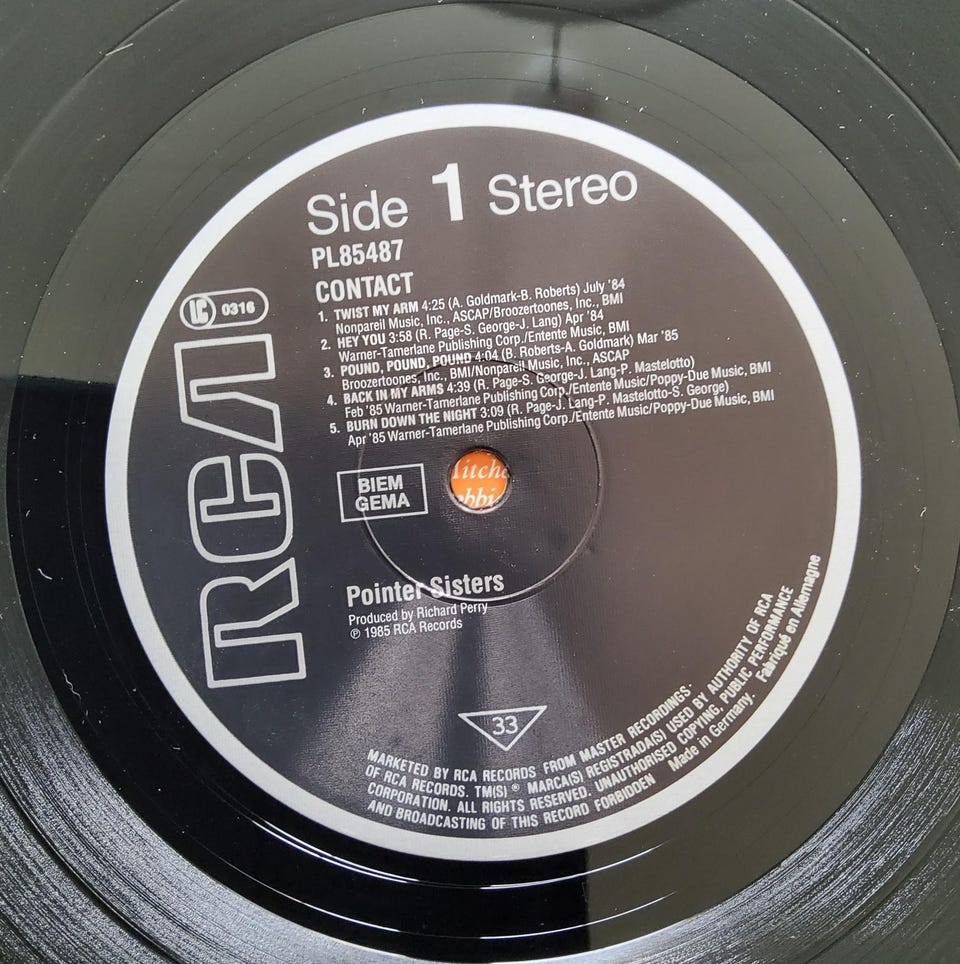 Side 1 Stereo
PL85487
CONTACT
1. TWIST MY ARM 4:25 (A. Goldmark-B. Roberts) July '84
Nonpareil Music, Inc., ASCAP/Broozertoones, Inc., BMI
2. HEY YOU 3:58 (R. Page-S. George-J. Lang) Apr '84
Warner-Tamerlane Publishing Corp./Entente Music, BMI
3. POUND, POUND, POUND 4:04 (B. Roberts-A. Goldmark) Mar '85
Broozertoones, Inc., BMI/Nonpareil Music, Inc., ASCAP
4. BACK IN MY ARMS 4:39 (R. Page-S. George-J. Lang-P. Mastelotto)
Feb '85 Warner-Tamerlane Publishing Corp./Entente Music/Poppy-Due Music, BMI
5. BURN DOWN THE NIGHT 3:09 (R. Page-J. Lang-P. Mastelotto-S. George)
Apr '85 Warner-Tamerlane Publishing Corp./Entente Music/Poppy-Due Music, BMI
LC 0316
RCA
BIEM
GEMA
Pointer Sisters
Produced by Richard Perry
℗ 1985 RCA Records
33
MARKETED BY RCA RECORDS FROM MASTER RECORDINGS.
OF RCA RECORDS. TM(S) ® MARCA(S) REGISTRADA(S) USED BY AUTHORITY OF RCA
CORPORATION. ALL RIGHTS RESERVED. UNAUTHORISED COPYING, PUBLIC PERFORMANCE
AND BROADCASTING OF THIS RECORD FORBIDDEN Made in Germany. Fabriqué en Allemagne